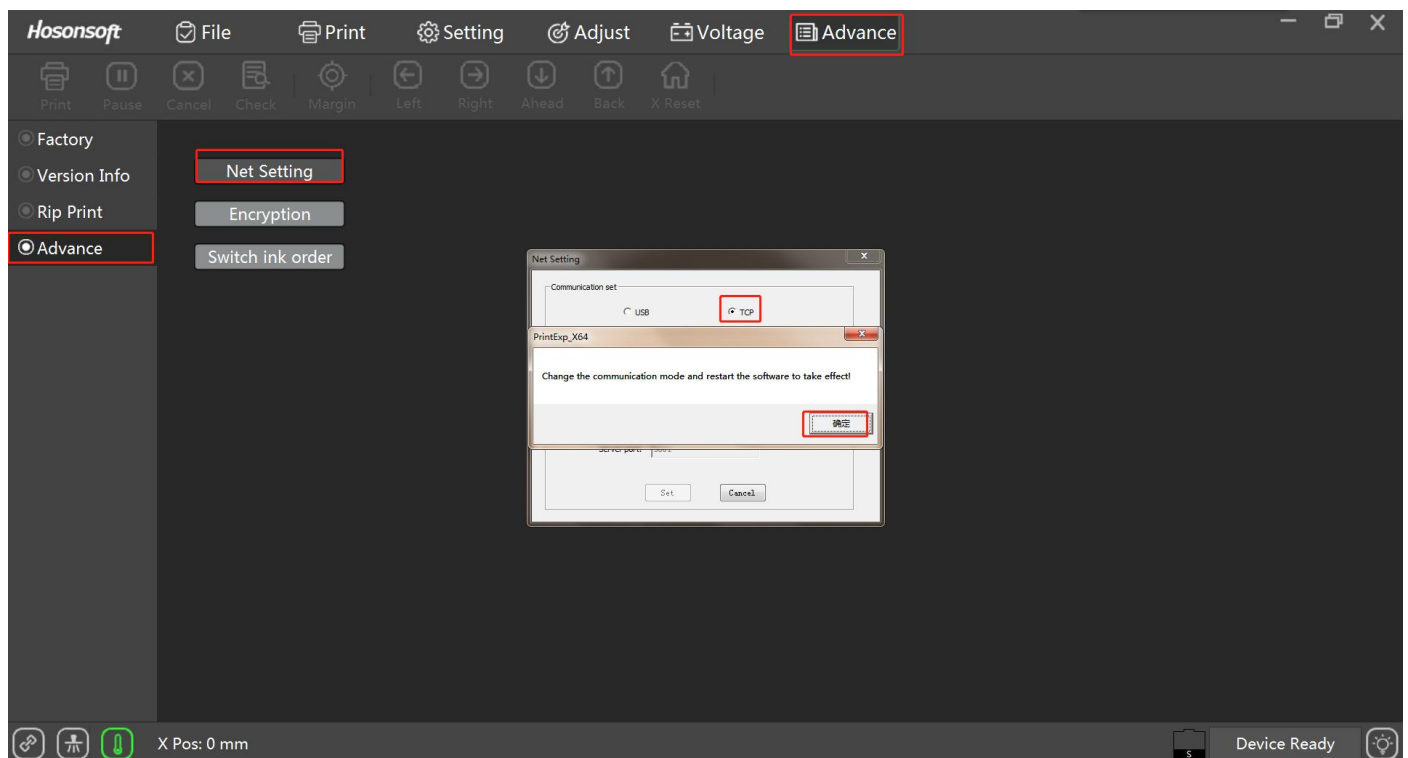 Hosonsoft File Print Setting Adjust Voltage Advance
Print Pause Cancel Check Margin Left Right Ahead Back X Reset
Factory
Version Info
Rip Print
Advance
Net Setting
Encryption
Switch ink order
Net Setting
Communication set
USB TCP
PrintExp_X64
Change the communication mode and restart the software to take effect!
确定
Set Cancel
X Pos: 0 mm
S
Device Ready